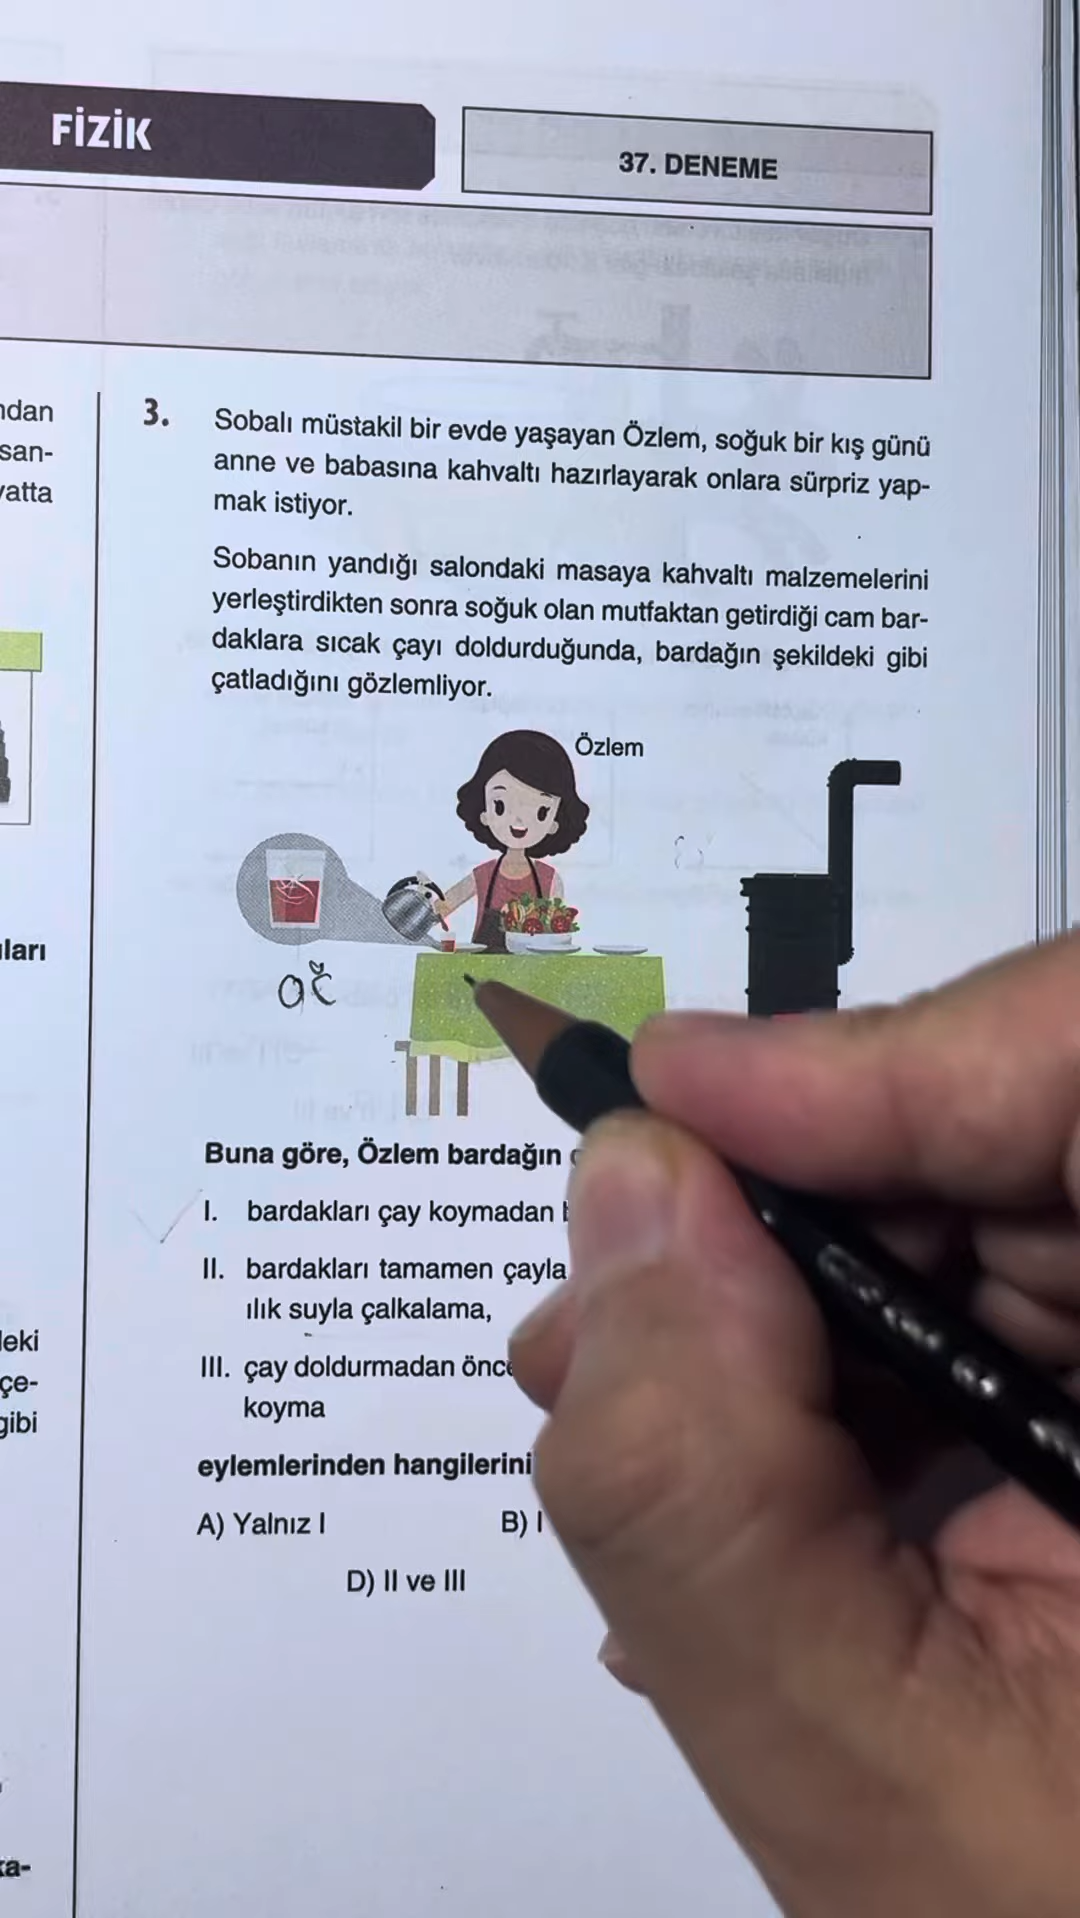 FİZİK
37. DENEME
ndan
san-
yatta
3. Sobalı müstakil bir evde yaşayan Özlem, soğuk bir kış günü
anne ve babasına kahvaltı hazırlayarak onlara sürpriz yap-
mak istiyor.
Sobanın yandığı salondaki masaya kahvaltı malzemelerini
yerleştirdikten sonra soğuk olan mutfaktan getirdiği cam bar-
daklara sıcak çayı doldurduğunda, bardağın şekildeki gibi
çatladığını gözlemliyor.
Özlem
ıları
Buna göre, Özlem bardağın
I. bardakları çay koymadan
II. bardakları tamamen çayla
ılık suyla çalkalama,
III. çay doldurmadan önce
koyma
eylemlerinden hangilerini
A) Yalnız I
B) I
D) II ve III
deki
çe-
gibi
ka-